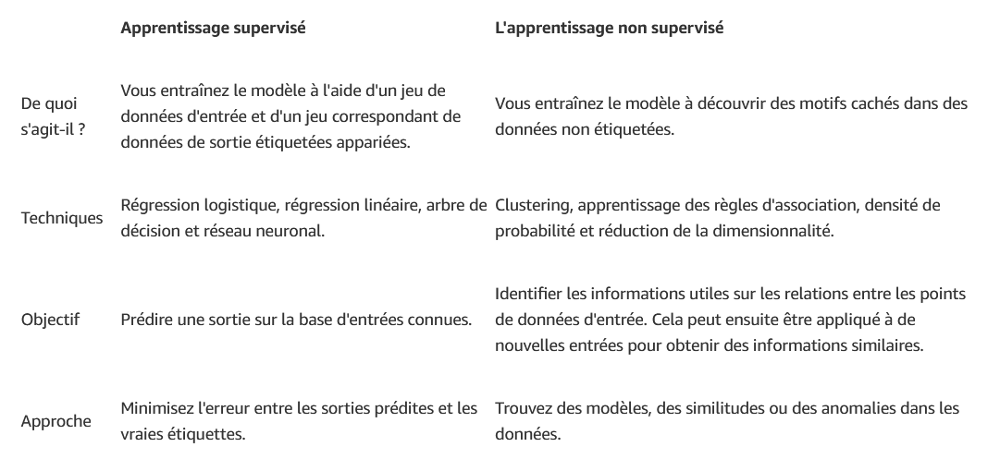 Apprentissage supervisé
L'apprentissage non supervisé
De quoi
s'agit-il ?
Vous entraînez le modèle à l'aide d'un jeu de
données d'entrée et d'un jeu correspondant de
données de sortie étiquetées appariées.
Vous entraînez le modèle à découvrir des motifs cachés dans des
données non étiquetées.
Techniques
Régression logistique, régression linéaire, arbre de
décision et réseau neuronal.
Clustering, apprentissage des règles d'association, densité de
probabilité et réduction de la dimensionnalité.
Objectif
Prédire une sortie sur la base d'entrées connues.
Identifier les informations utiles sur les relations entre les points
de données d'entrée. Cela peut ensuite être appliqué à de
nouvelles entrées pour obtenir des informations similaires.
Approche
Minimisez l'erreur entre les sorties prédites et les
vraies étiquettes.
Trouvez des modèles, des similitudes ou des anomalies dans les
données.